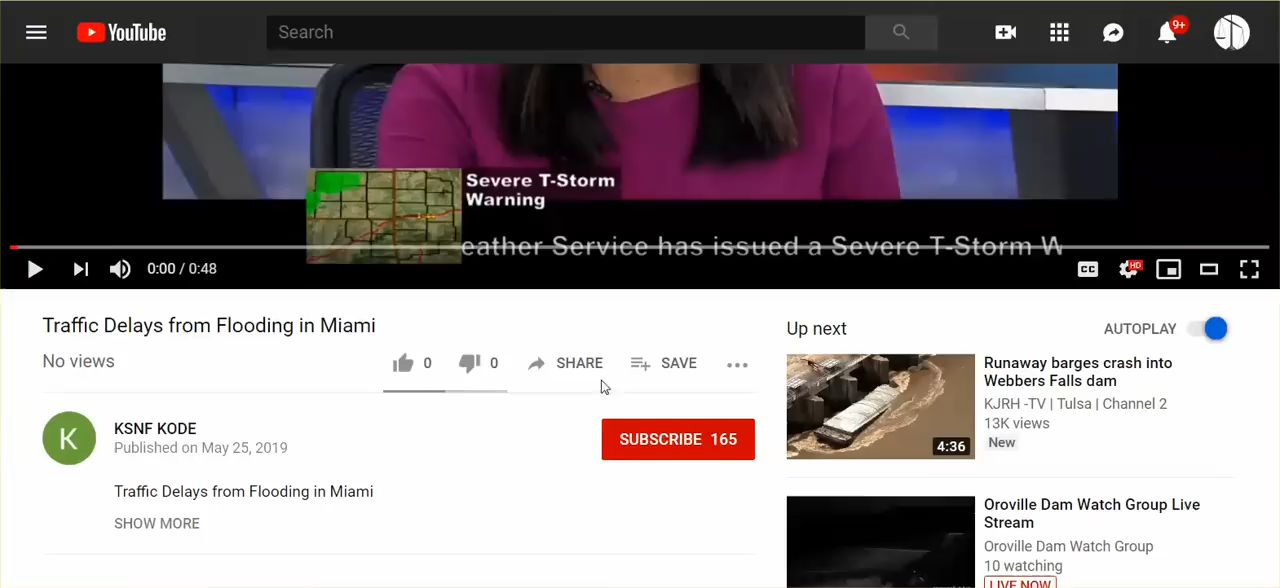 YouTube
Search
9+
Severe T-Storm
Warning
eather Service has issued a Severe T-Storm W
0:00 / 0:48
CC
HD
Traffic Delays from Flooding in Miami
No views
0
0
SHARE
SAVE
K
KSNF KODE
Published on May 25, 2019
SUBSCRIBE 165
Traffic Delays from Flooding in Miami
SHOW MORE
Up next
AUTOPLAY
4:36
Runaway barges crash into
Webbers Falls dam
KJRH -TV | Tulsa | Channel 2
13K views
New
Oroville Dam Watch Group Live
Stream
Oroville Dam Watch Group
10 watching
LIVE NOW